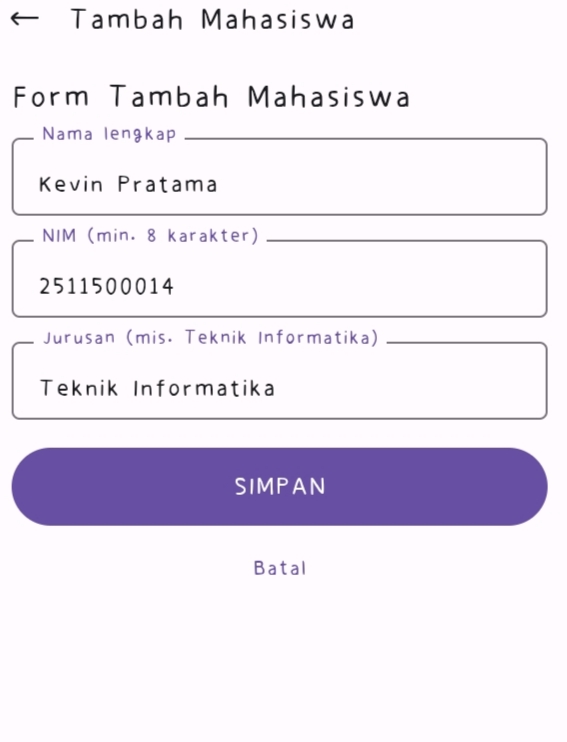 ← Tambah Mahasiswa
Form Tambah Mahasiswa
Nama lengkap
Kevin Pratama
NIM (min. 8 karakter)
2511500014
Jurusan (mis. Teknik Informatika)
Teknik Informatika
SIMPAN
Batal